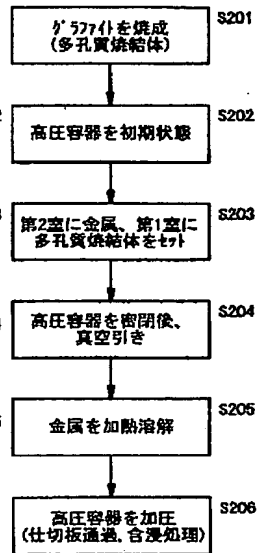 グラファイトを焼成
(多孔質焼結体)
S201
高圧容器を初期状態
S202
第2室に金属、第1室に
多孔質焼結体をセット
S203
高圧容器を密閉後、
真空引き
S204
金属を加熱溶解
S205
高圧容器を加圧
(仕切板通過、含浸処理)
S206